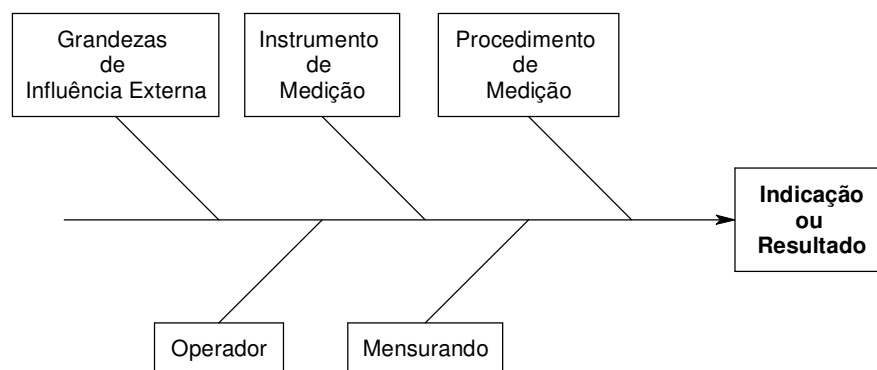 Grandezas
de
Influência Externa
Instrumento
de
Medição
Procedimento
de
Medição
Indicação
ou
Resultado
Operador
Mensurando